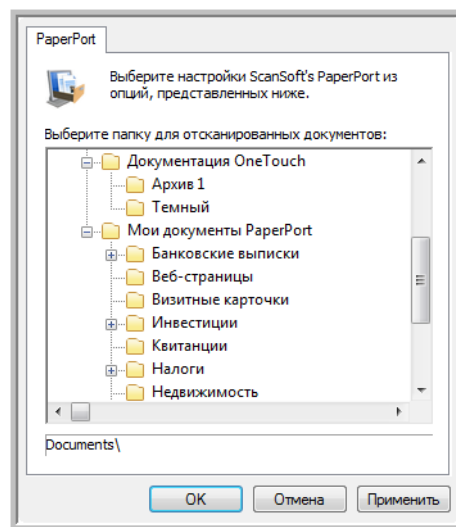 PaperPort
Выберите настройки ScanSoft's PaperPort из
опций, представленных ниже.
Выберите папку для отсканированных документов:
Документация OneTouch
Архив 1
Темный
Мои документы PaperPort
Банковские выписки
Веб-страницы
Визитные карточки
Инвестиции
Квитанции
Налоги
Недвижимость
Documents\
OK
Отмена
Применить